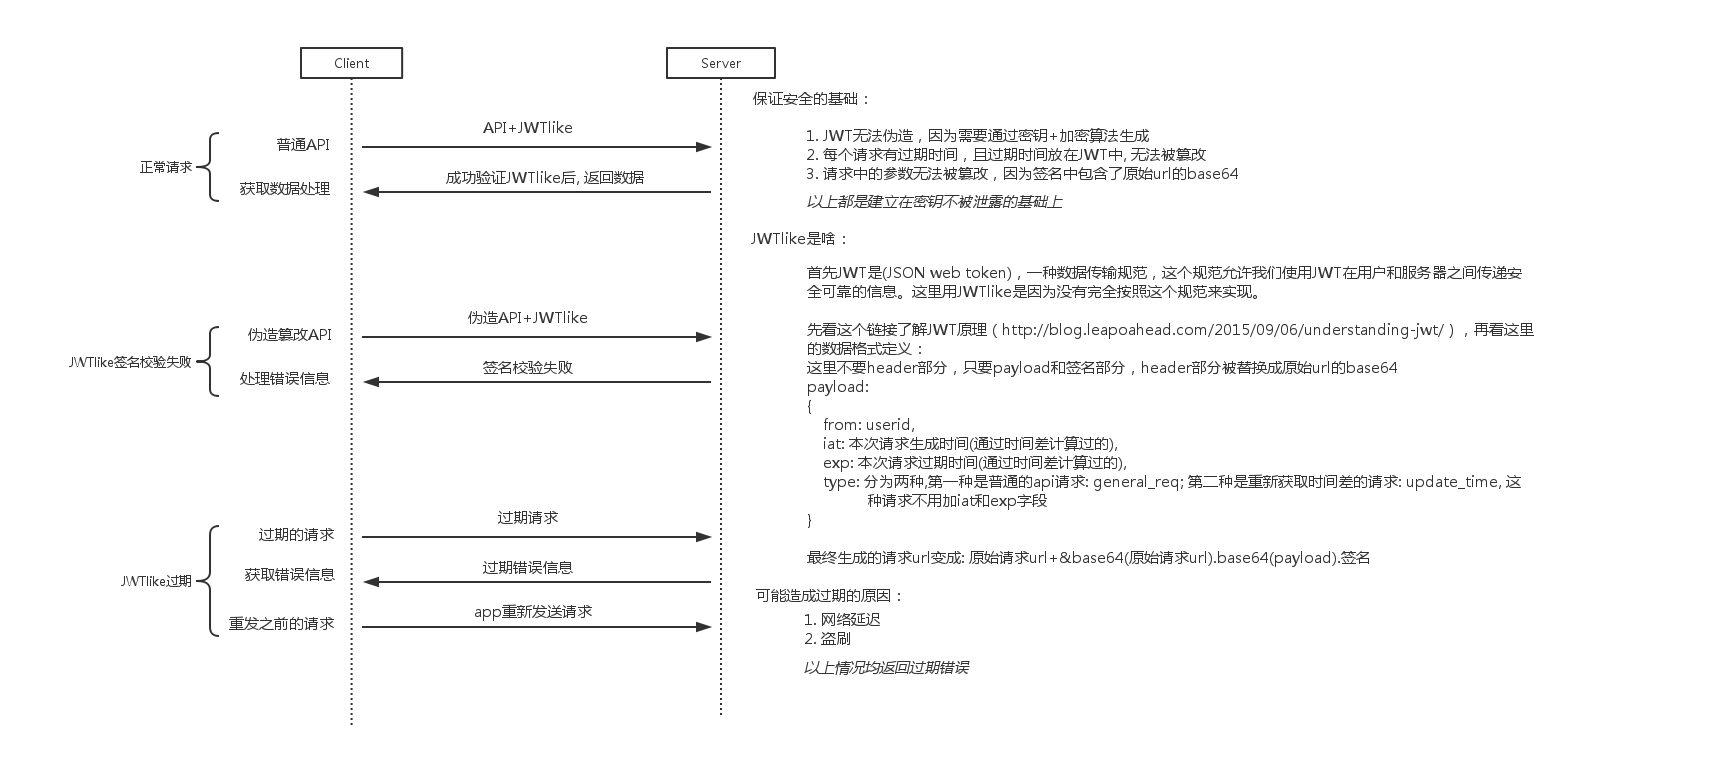 Client
Server
正常请求
普通API
API+JWTlike
获取数据处理
成功验证JWTlike后, 返回数据
JWTlike签名校验失败
伪造篡改API
伪造API+JWTlike
处理错误信息
签名校验失败
JWTlike过期
过期的请求
过期请求
获取错误信息
过期错误信息
重发之前的请求
app重新发送请求
保证安全的基础：
1. JWT无法伪造，因为需要通过密钥+加密算法生成
2. 每个请求有过期时间，且过期时间放在JWT中, 无法被篡改
3. 请求中的参数无法被篡改，因为签名中包含了原始url的base64
以上都是建立在密钥不被泄露的基础上
JWTlike是啥：
首先JWT是(JSON web token)，一种数据传输规范，这个规范允许我们使用JWT在用户和服务器之间传递安
全可靠的信息。这里用JWTlike是因为没有完全按照这个规范来实现。
先看这个链接了解JWT原理（http://blog.leapoahead.com/2015/09/06/understanding-jwt/），再看这里
的数据格式定义：
这里不要header部分，只要payload和签名部分，header部分被替换成原始url的base64
payload:
{
from: userid,
iat: 本次请求生成时间(通过时间差计算过的),
exp: 本次请求过期时间(通过时间差计算过的),
type: 分为两种,第一种是普通的api请求: general_req; 第二种是重新获取时间差的请求: update_time, 这
种请求不用加iat和exp字段
}
最终生成的请求url变成: 原始请求url+&base64(原始请求url).base64(payload).签名
可能造成过期的原因：
1. 网络延迟
2. 盗刷
以上情况均返回过期错误